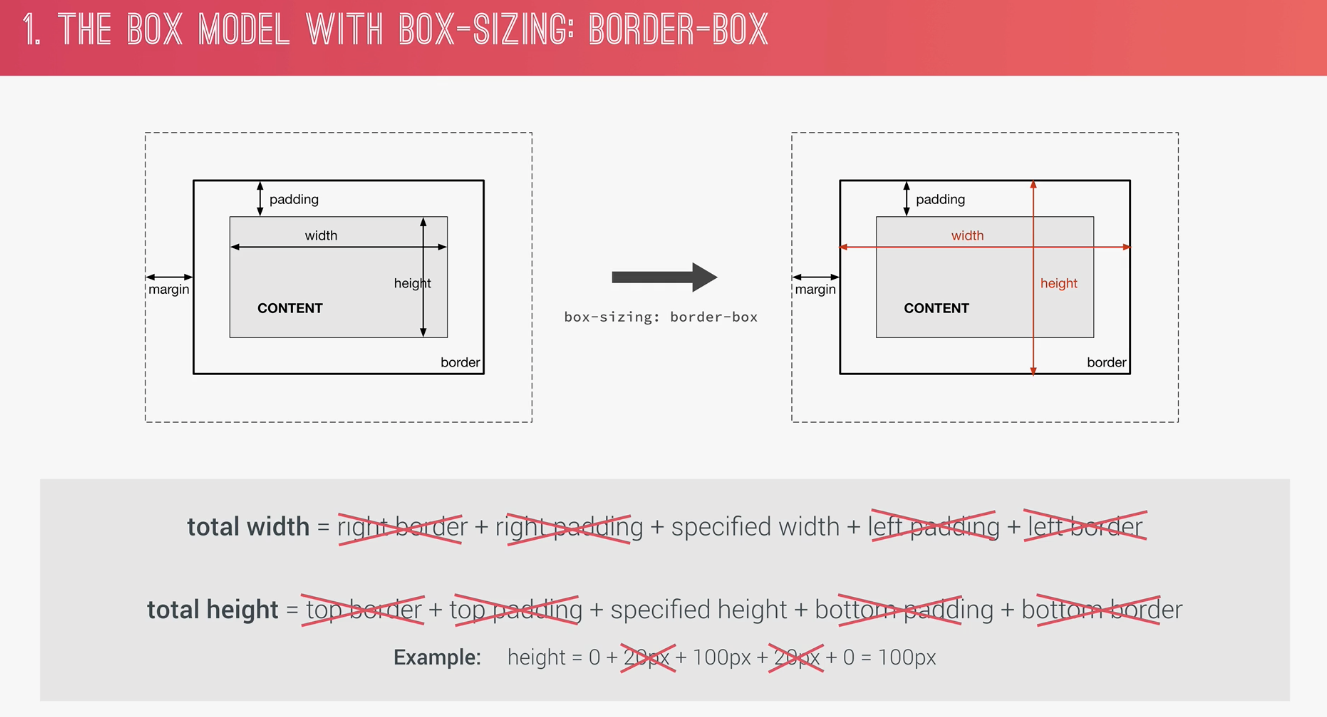 1. THE BOX MODEL WITH BOX-SIZING: BORDER-BOX
padding
width
height
margin
CONTENT
border
box-sizing: border-box
padding
width
height
margin
CONTENT
border
total width = right border + right padding + specified width + left padding + left border
total height = top border + top padding + specified height + bottom padding + bottom border
Example: height = 0 + 20px + 100px + 20px + 0 = 100px